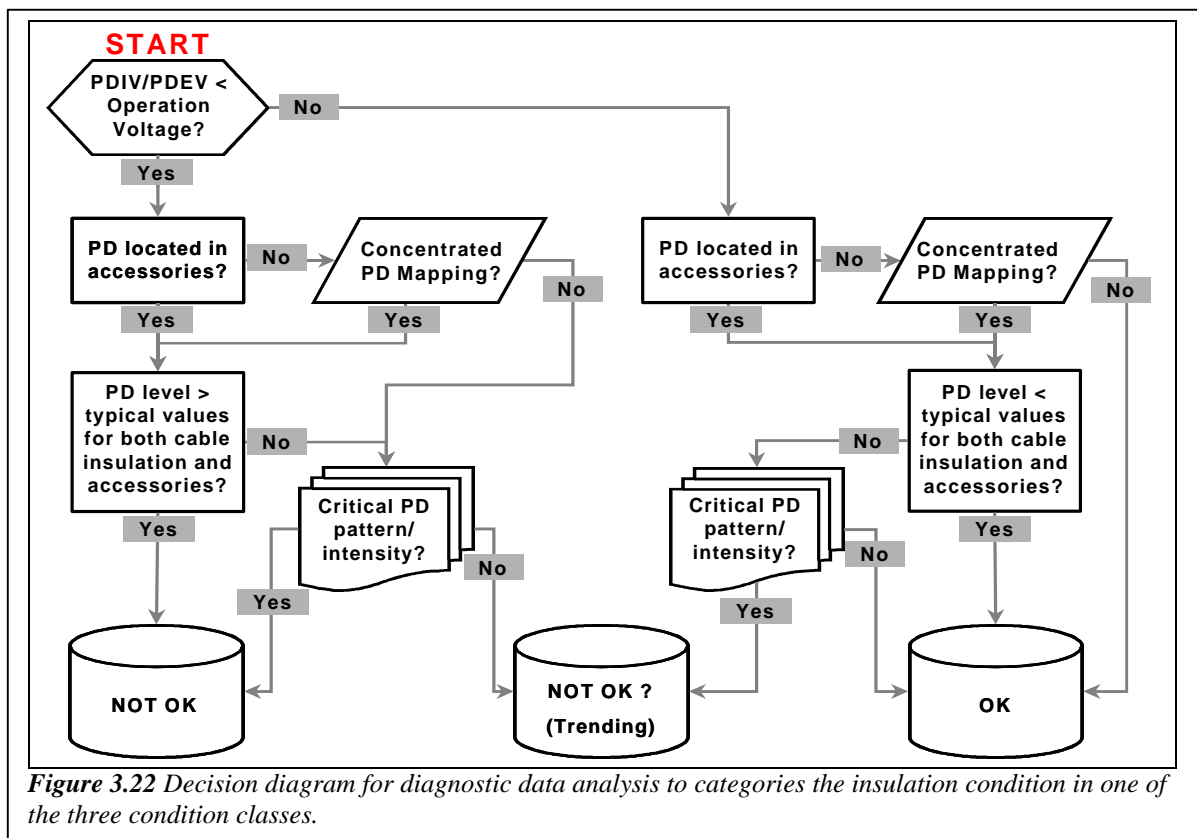 START
PDIV/PDEV <
Operation
Voltage?
No
Yes
PD located in
accessories?
No
Concentrated
PD Mapping?
No
Yes
Yes
PD located in
accessories?
No
Concentrated
PD Mapping?
No
Yes
Yes
PD level >
typical values
for both cable
insulation and
accessories?
No
Yes
Critical PD
pattern/
intensity?
Yes
No
PD level <
typical values
for both cable
insulation and
accessories?
No
Yes
Critical PD
pattern/
intensity?
No
Yes
NOT OK
NOT OK ?
(Trending)
OK
Figure 3.22 Decision diagram for diagnostic data analysis to categories the insulation condition in one of
the three condition classes.